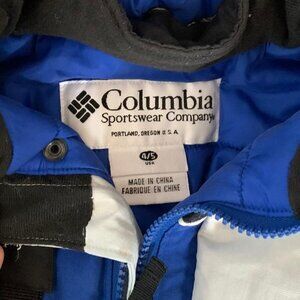 Columbia
Sportswear Company
PORTLAND, OREGON U.S.A.
4/5
USA
MADE IN CHINA
FABRIQUE EN CHINE